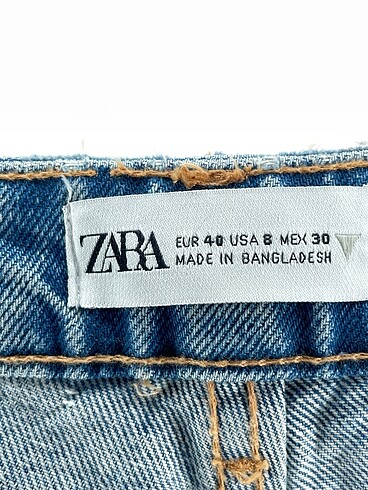 ZARA
EUR 40 USA 8 MEX 30
MADE IN BANGLADESH